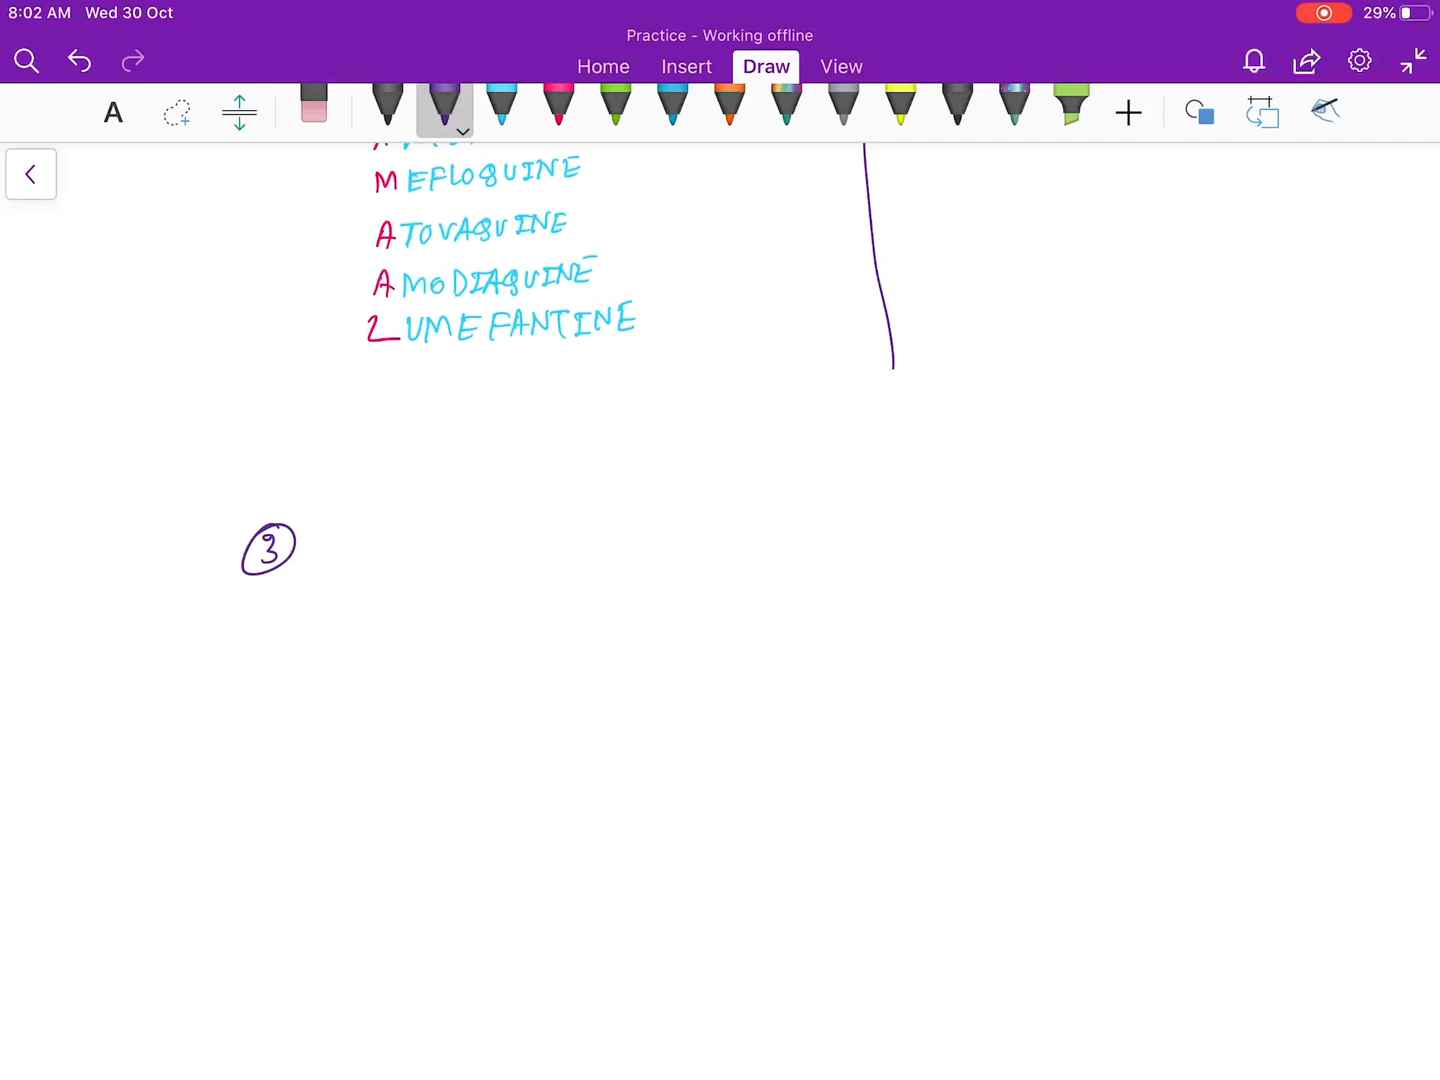 8:02 AM Wed 30 Oct
29%
Practice - Working offline
Home Insert Draw View
A
MEFLOQUINE
ATOVAQUINE
AMODIAQUINE
LUMEFANTINE
3